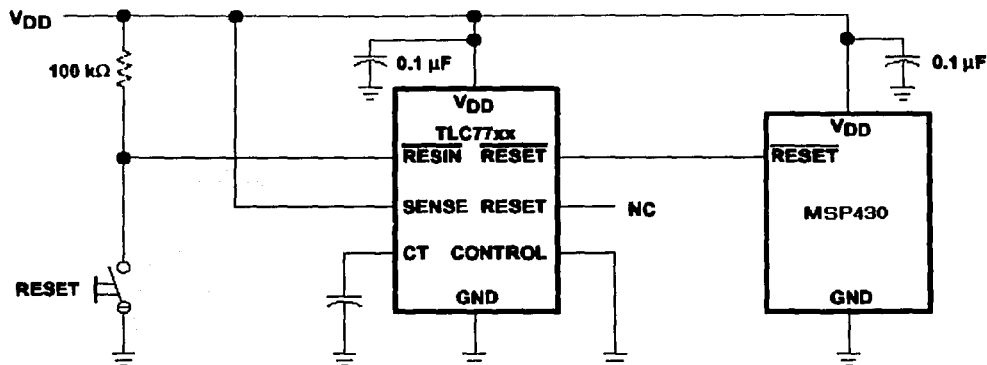 VDD
100 kΩ
0.1 µF
0.1 µF
VDD
TLC77xx
RESIN RESET
SENSE RESET
NC
CT CONTROL
GND
RESET
VDD
RESET
MSP430
GND